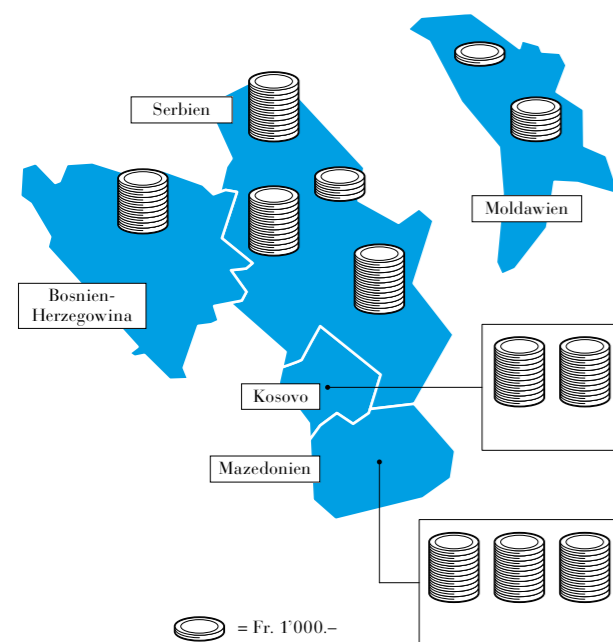 Serbien
Moldawien
Bosnien-
Herzegowina
Kosovo
Mazedonien
= Fr. 1’000.–